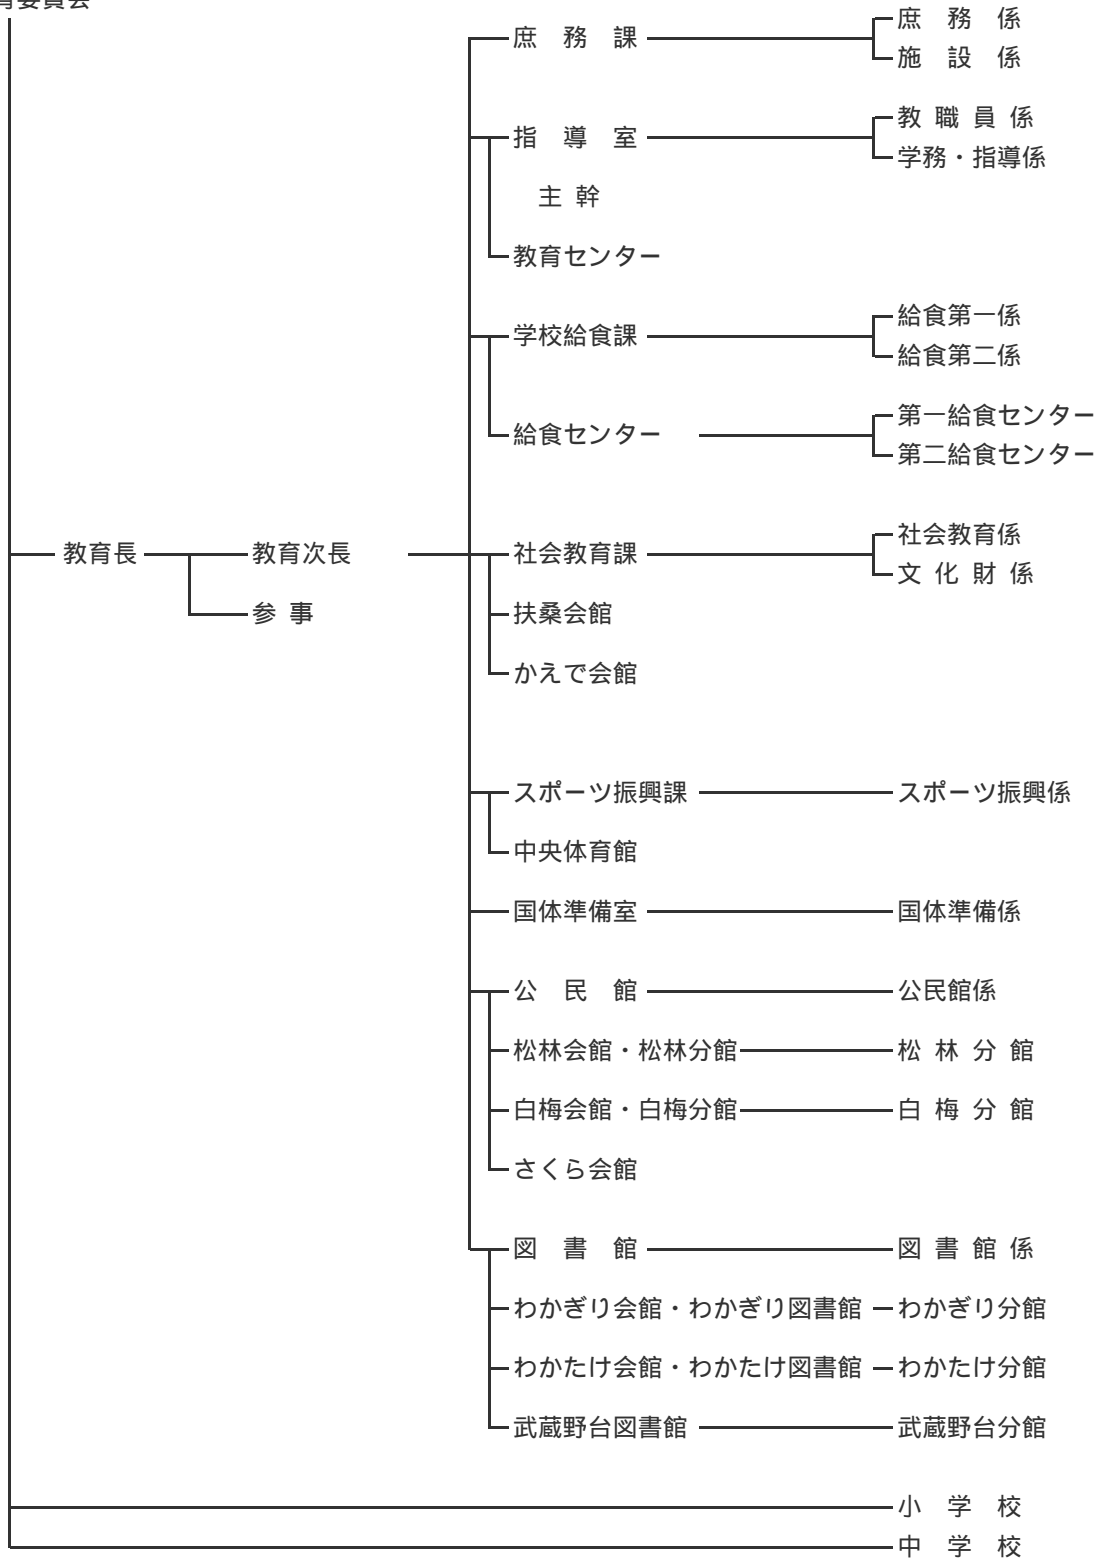 育委員会
庶　務　課
庶　務　係
施　設　係
指　導　室
教 職 員 係
学務・指導係
主 幹
教育センター
学校給食課
給食第一係
給食第二係
給食センター
第一給食センター
第二給食センター
教育長
教育次長
参 事
社会教育課
社会教育係
文 化 財 係
扶桑会館
かえで会館
スポーツ振興課
スポーツ振興係
中央体育館
国体準備室
国体準備係
公　民　館
公民館係
松林会館・松林分館
松 林 分 館
白梅会館・白梅分館
白 梅 分 館
さくら会館
図　書　館
図 書 館 係
わかぎり会館・わかぎり図書館
わかぎり分館
わかたけ会館・わかたけ図書館
わかたけ分館
武蔵野台図書館
武蔵野台分館
小　学　校
中　学　校